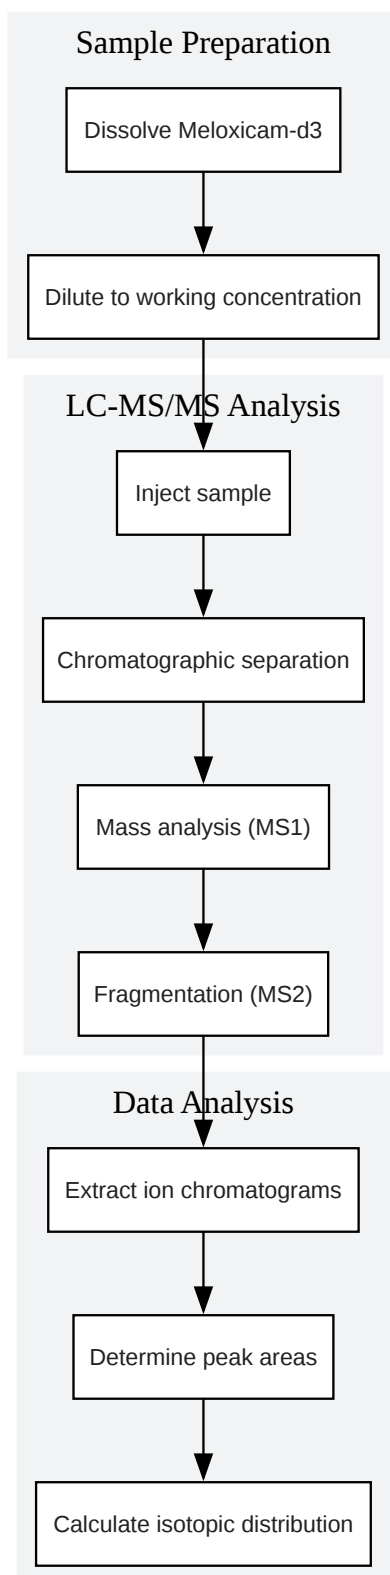 Sample Preparation
Dissolve Meloxicam-d3
Dilute to working concentration
LC-MS/MS Analysis
Inject sample
Chromatographic separation
Mass analysis (MS1)
Fragmentation (MS2)
Data Analysis
Extract ion chromatograms
Determine peak areas
Calculate isotopic distribution